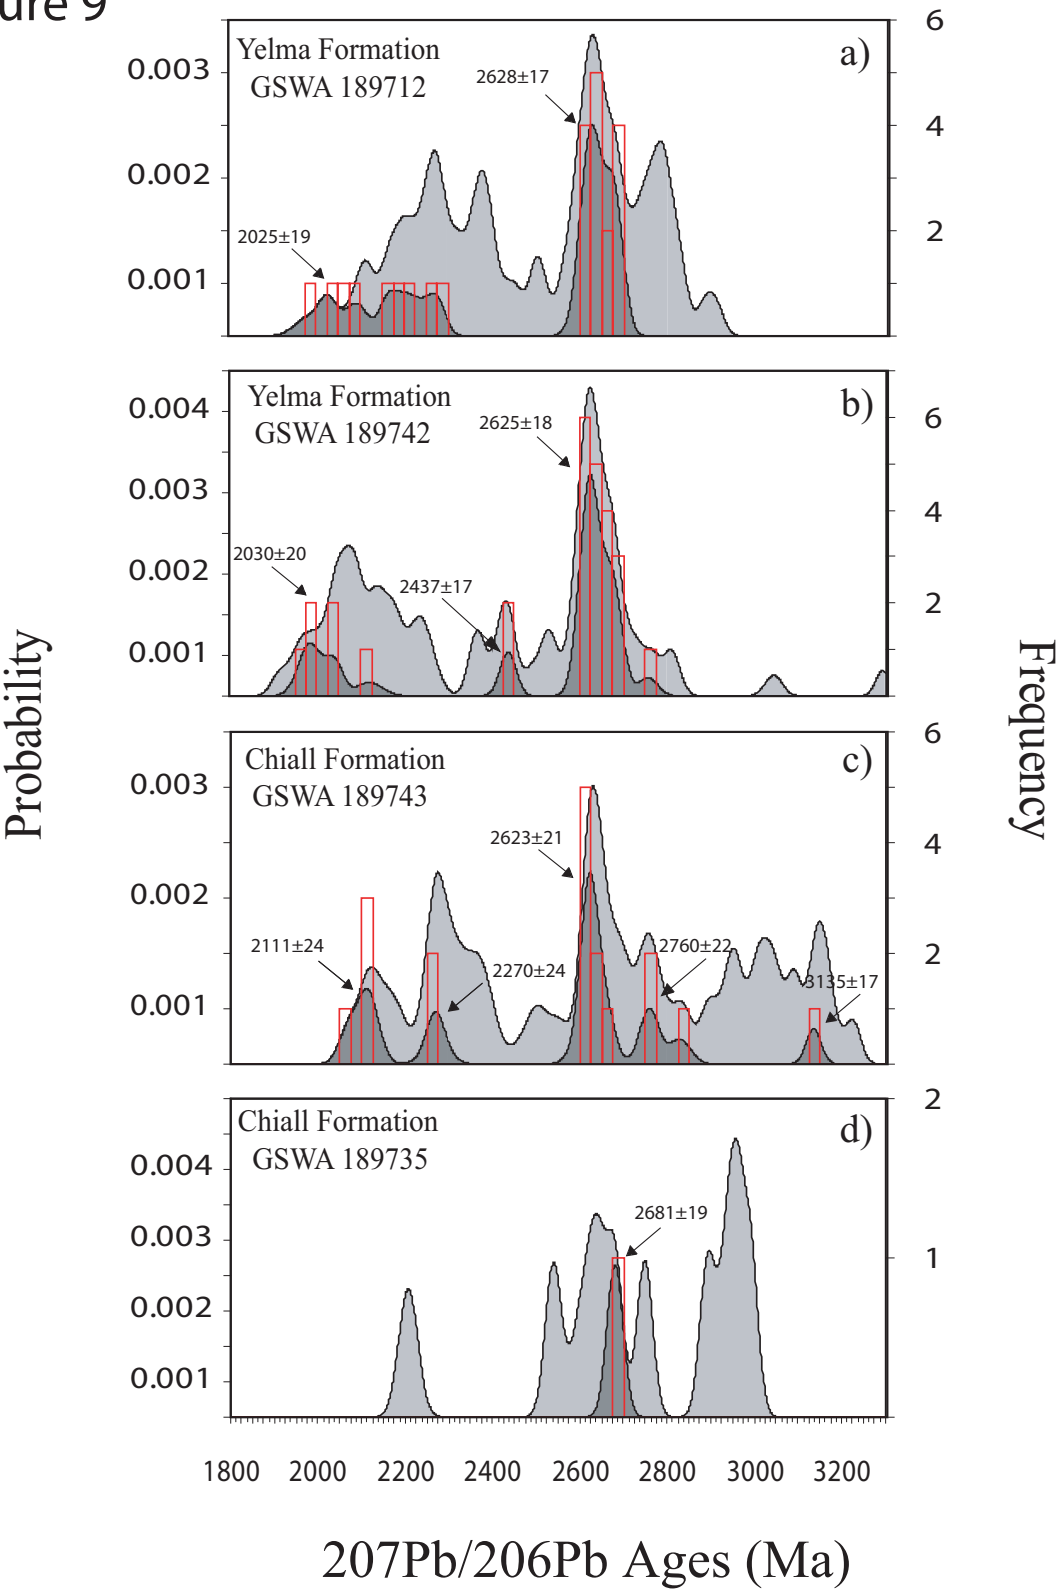 ure 9
Yelma Formation
GSWA 189712
a)
2628±17
2025±19
0.003
0.002
0.001
6
4
2
Yelma Formation
GSWA 189742
b)
2625±18
2030±20
2437±17
0.004
0.003
0.002
0.001
6
4
2
Probability
Frequency
Chiall Formation
GSWA 189743
c)
2623±21
2111±24
2270±24
2760±22
3135±17
0.003
0.002
0.001
6
4
2
Chiall Formation
GSWA 189735
d)
2681±19
0.004
0.003
0.002
0.001
2
1
1800 2000 2200 2400 2600 2800 3000 3200
207Pb/206Pb Ages (Ma)